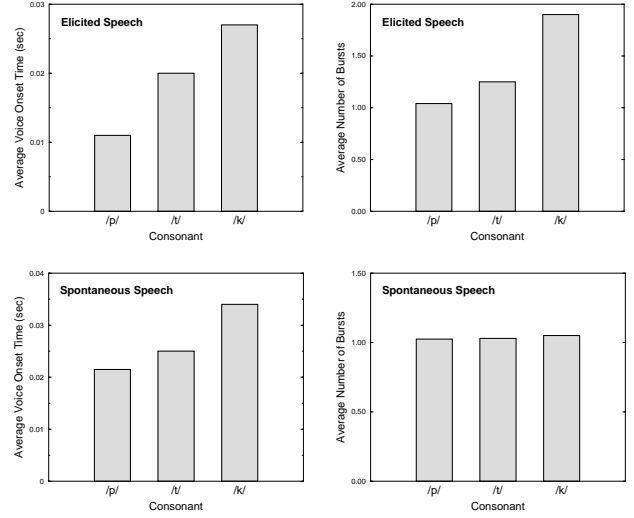 Elicited Speech
Average Voice Onset Time (sec)
0.03
0.02
0.01
0
/p/ /t/ /k/
Consonant
Elicited Speech
Average Number of Bursts
2.00
1.50
1.00
0.50
0.00
/p/ /t/ /k/
Consonant
Spontaneous Speech
Average Voice Onset Time (sec)
0.04
0.03
0.02
0.01
0
/p/ /t/ /k/
Consonant
Spontaneous Speech
Average Number of Bursts
1.50
1.00
0.50
0.00
/p/ /t/ /k/
Consonant